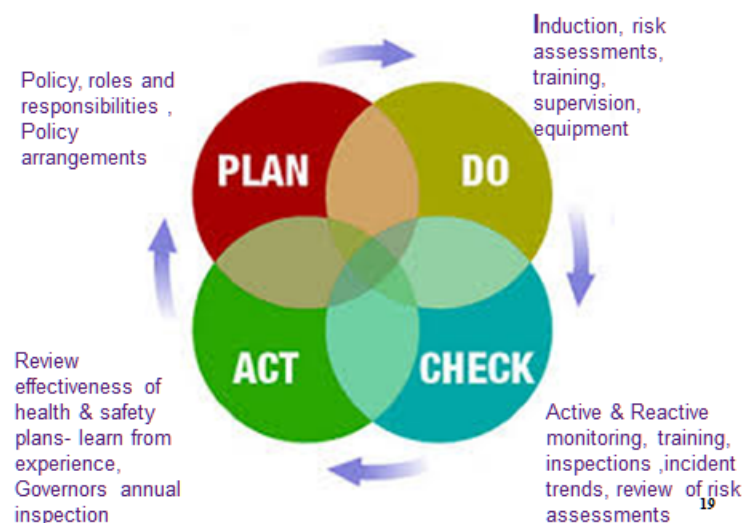 Policy, roles and
responsibilities ,
Policy
arrangements
Induction, risk
assessments,
training,
supervision,
equipment
PLAN
DO
ACT
CHECK
Review
effectiveness of
health & safety
plans- learn from
experience,
Governors annual
inspection
Active & Reactive
monitoring, training,
inspections ,incident
trends, review of risk
assessments
19